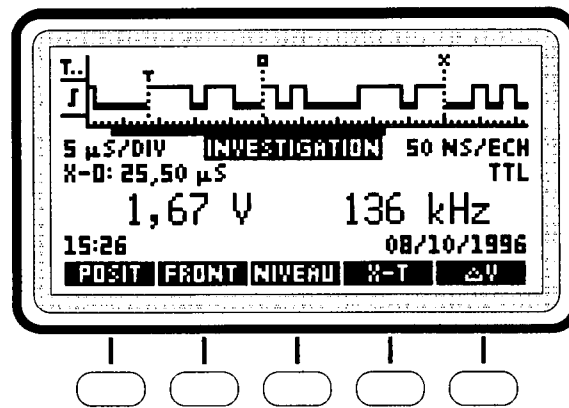 T..
T O X
5 µS/DIV INVESTIGATION 50 NS/ECH
X-O: 25,50 µS TTL
1,67 V 136 kHz
15:26 08/10/1996
POSIT FRONT NIVEAU X-T △V